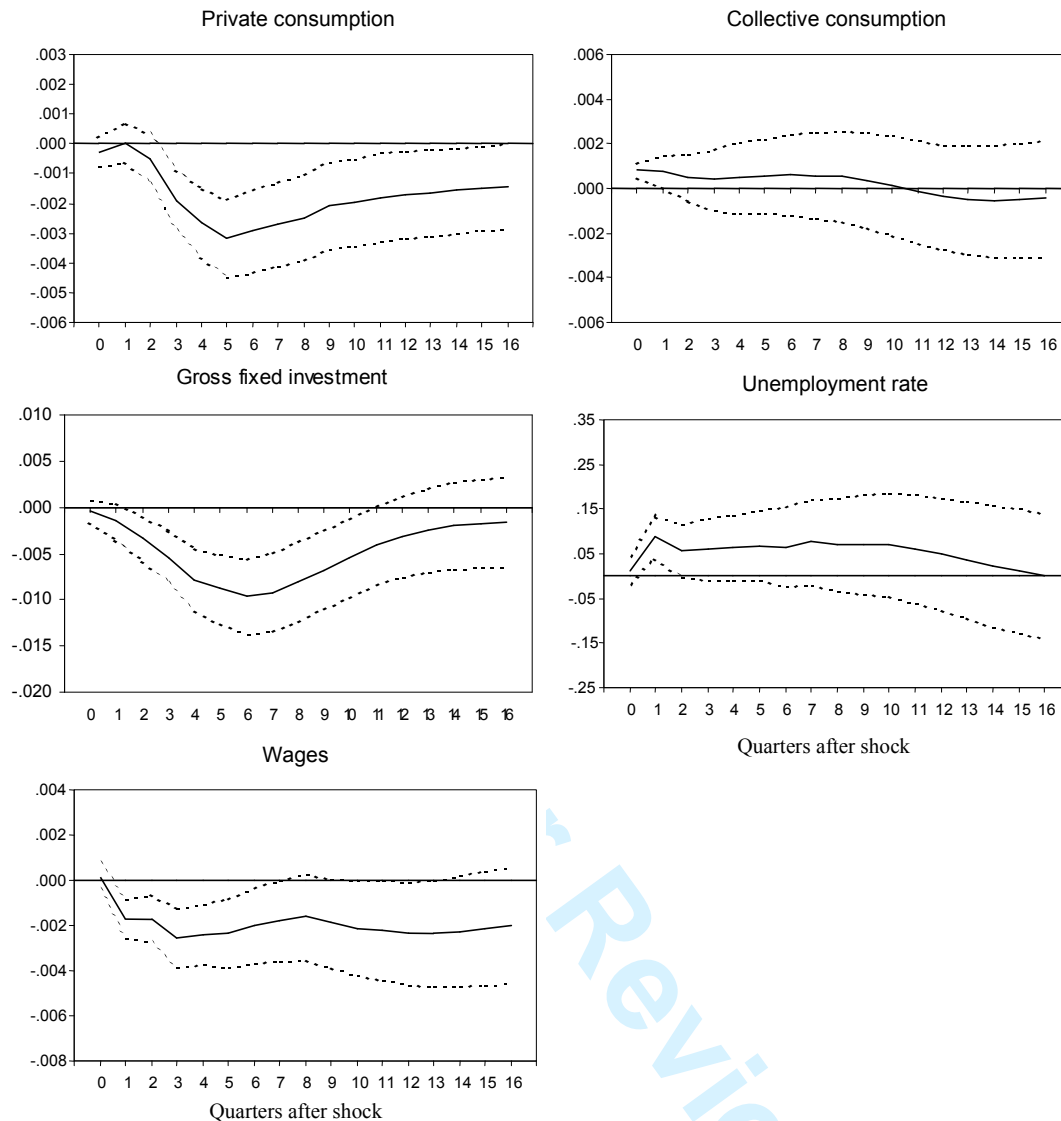 Private consumption
.003
.002
.001
.000
-.001
-.002
-.003
-.004
-.005
-.006
0 1 2 3 4 5 6 7 8 9 10 11 12 13 14 15 16
Collective consumption
.006
.004
.002
.000
-.002
-.004
-.006
0 1 2 3 4 5 6 7 8 9 10 11 12 13 14 15 16
Gross fixed investment
.010
.005
.000
-.005
-.010
-.015
-.020
0 1 2 3 4 5 6 7 8 9 10 11 12 13 14 15 16
Unemployment rate
.35
.25
.15
.05
-.05
-.15
-.25
0 1 2 3 4 5 6 7 8 9 10 11 12 13 14 15 16
Quarters after shock
Wages
.004
.002
.000
-.002
-.004
-.006
-.008
0 1 2 3 4 5 6 7 8 9 10 11 12 13 14 15 16
Quarters after shock
r Revie